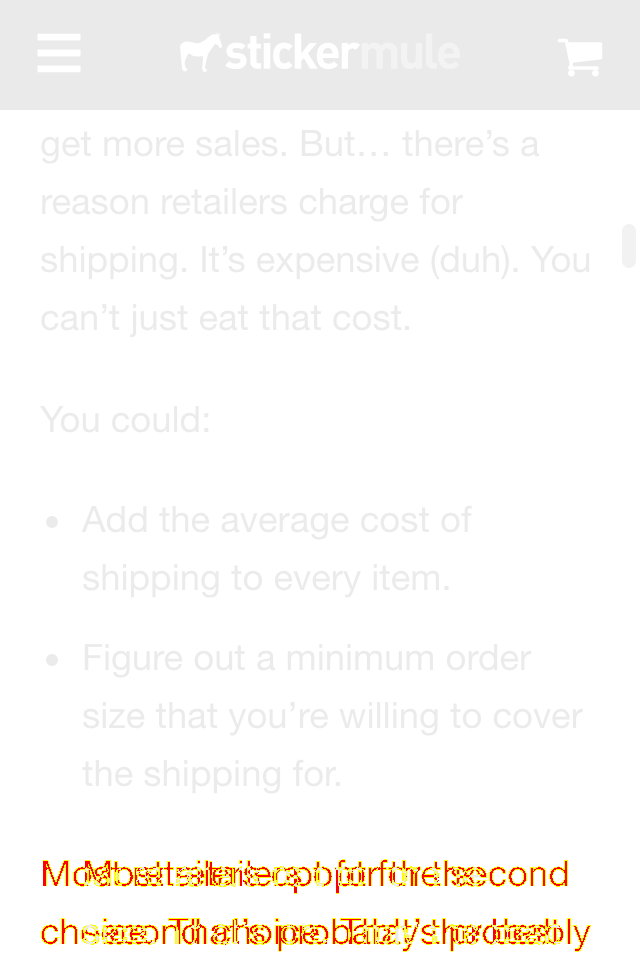 stickermule
get more sales. But… there’s a
reason retailers charge for
shipping. It’s expensive (duh). You
can’t just eat that cost.
You could:
• Add the average cost of
shipping to every item.
• Figure out a minimum order
size that you’re willing to cover
the shipping for.
Most retailers opt for the second
choice. That’s probably